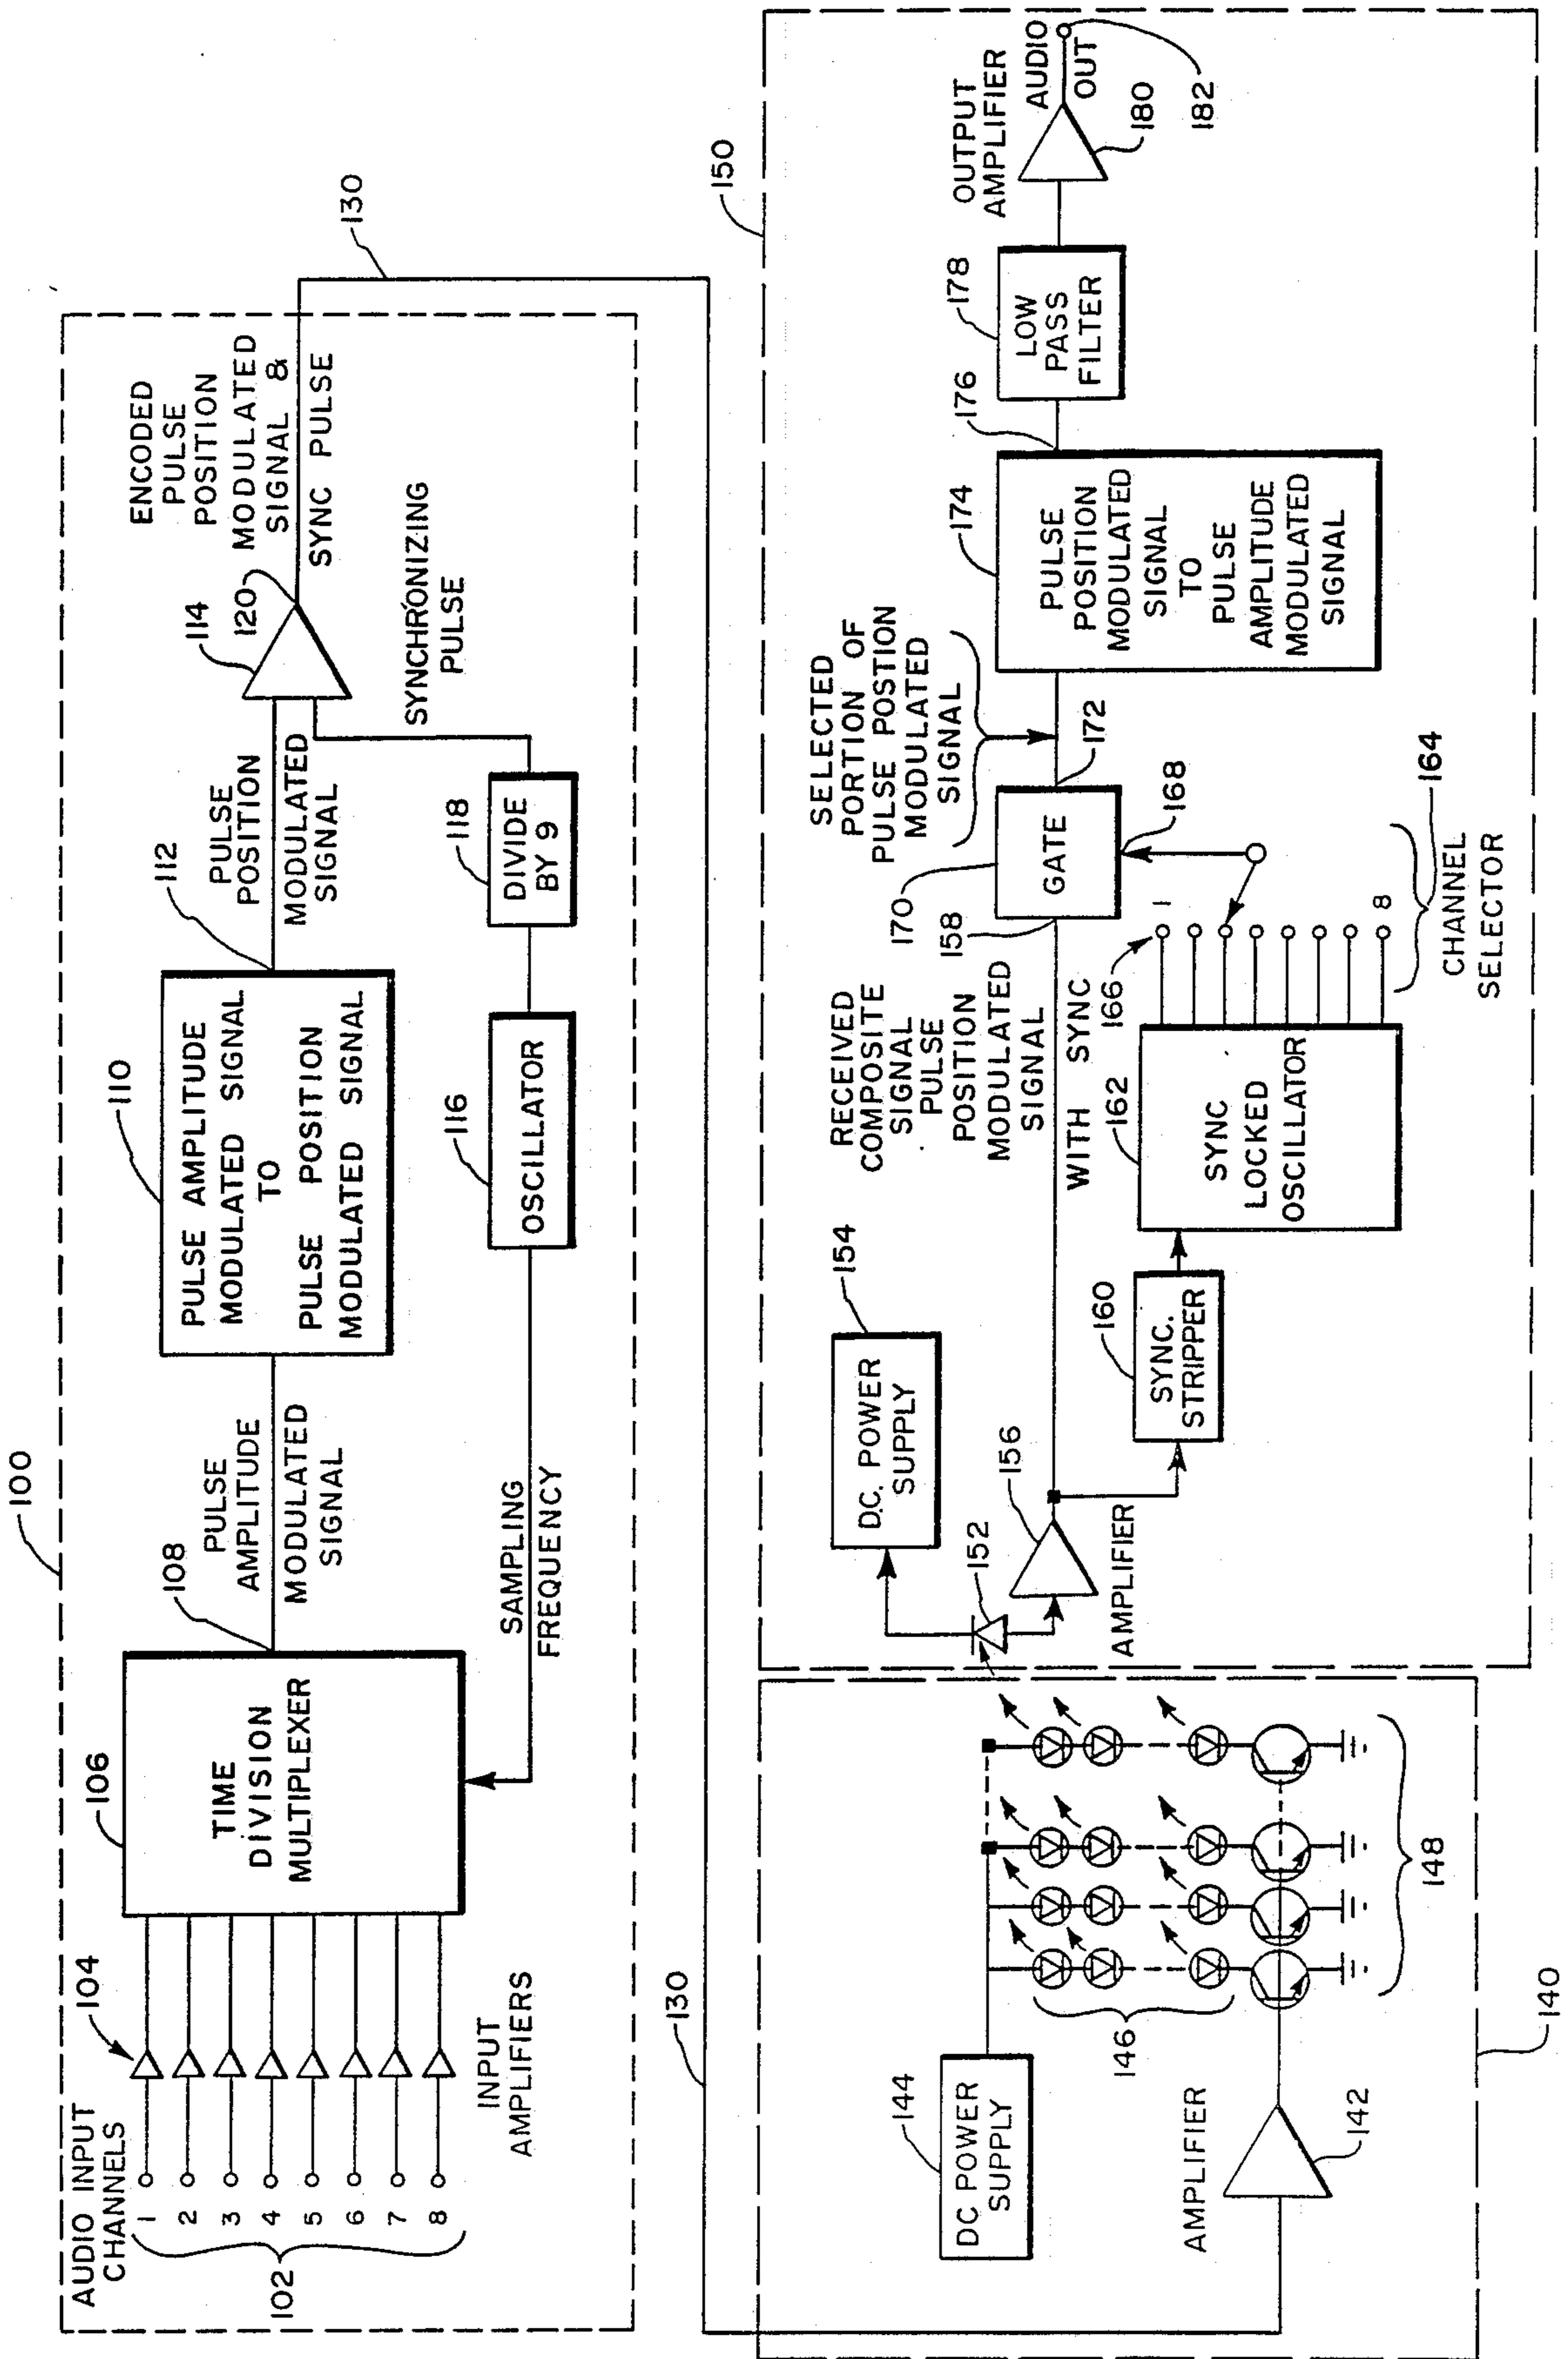 100
AUDIO INPUT
CHANNELS
1
2
3
4
5
6
7
8
102
104
INPUT
AMPLIFIERS
106
TIME
DIVISION
MULTIPLEXER
108
PULSE
AMPLITUDE
MODULATED
SIGNAL
SAMPLING
FREQUENCY
110
PULSE AMPLITUDE
MODULATED SIGNAL
TO
PULSE POSITION
MODULATED SIGNAL
112
PULSE
POSITION
MODULATED
SIGNAL
116
OSCILLATOR
118
DIVIDE
BY 9
SYNCHRONIZING
PULSE
114
120
ENCODED
PULSE
POSITION
MODULATED
SIGNAL &
SYNC PULSE
130
130
140
144
DC POWER
SUPPLY
AMPLIFIER
142
146
148
150
152
154
D.C. POWER
SUPPLY
156
AMPLIFIER
160
SYNC.
STRIPPER
RECEIVED
COMPOSITE
SIGNAL
PULSE
POSITION
MODULATED
SIGNAL
WITH SYNC
158
162
SYNC
LOCKED
OSCILLATOR
166
1
8
164
CHANNEL
SELECTOR
168
170
GATE
172
SELECTED
PORTION OF
PULSE POSTION
MODULATED
SIGNAL
174
PULSE
POSITION
MODULATED
SIGNAL
TO
PULSE
AMPLITUDE
MODULATED
SIGNAL
176
178
LOW
PASS
FILTER
OUTPUT
AMPLIFIER
180
AUDIO
OUT
182